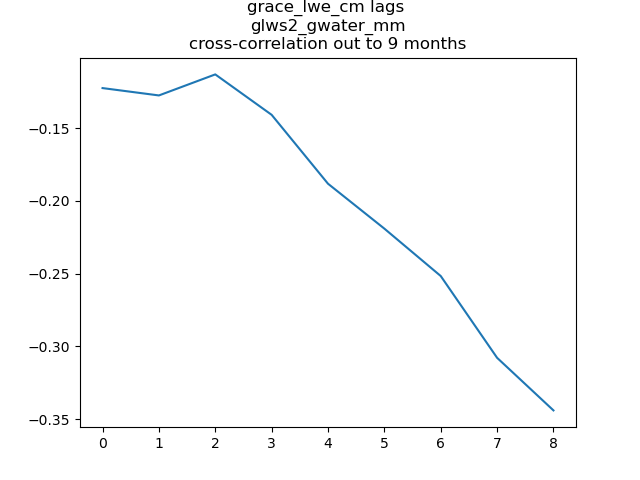 grace_lwe_cm lags
glws2_gwater_mm
cross-correlation out to 9 months
−0.15
−0.20
−0.25
−0.30
−0.35
0 1 2 3 4 5 6 7 8